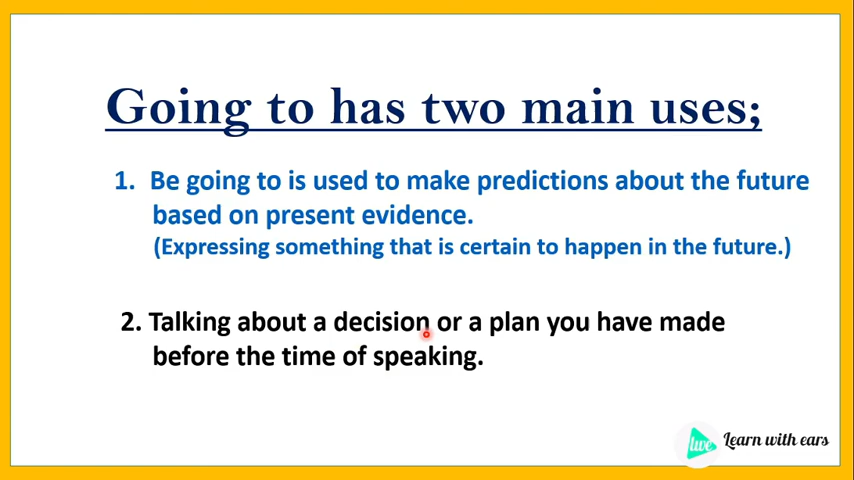 Going to has two main uses;
1. Be going to is used to make predictions about the future
based on present evidence.
(Expressing something that is certain to happen in the future.)
2. Talking about a decision or a plan you have made
before the time of speaking.
live Learn with ears